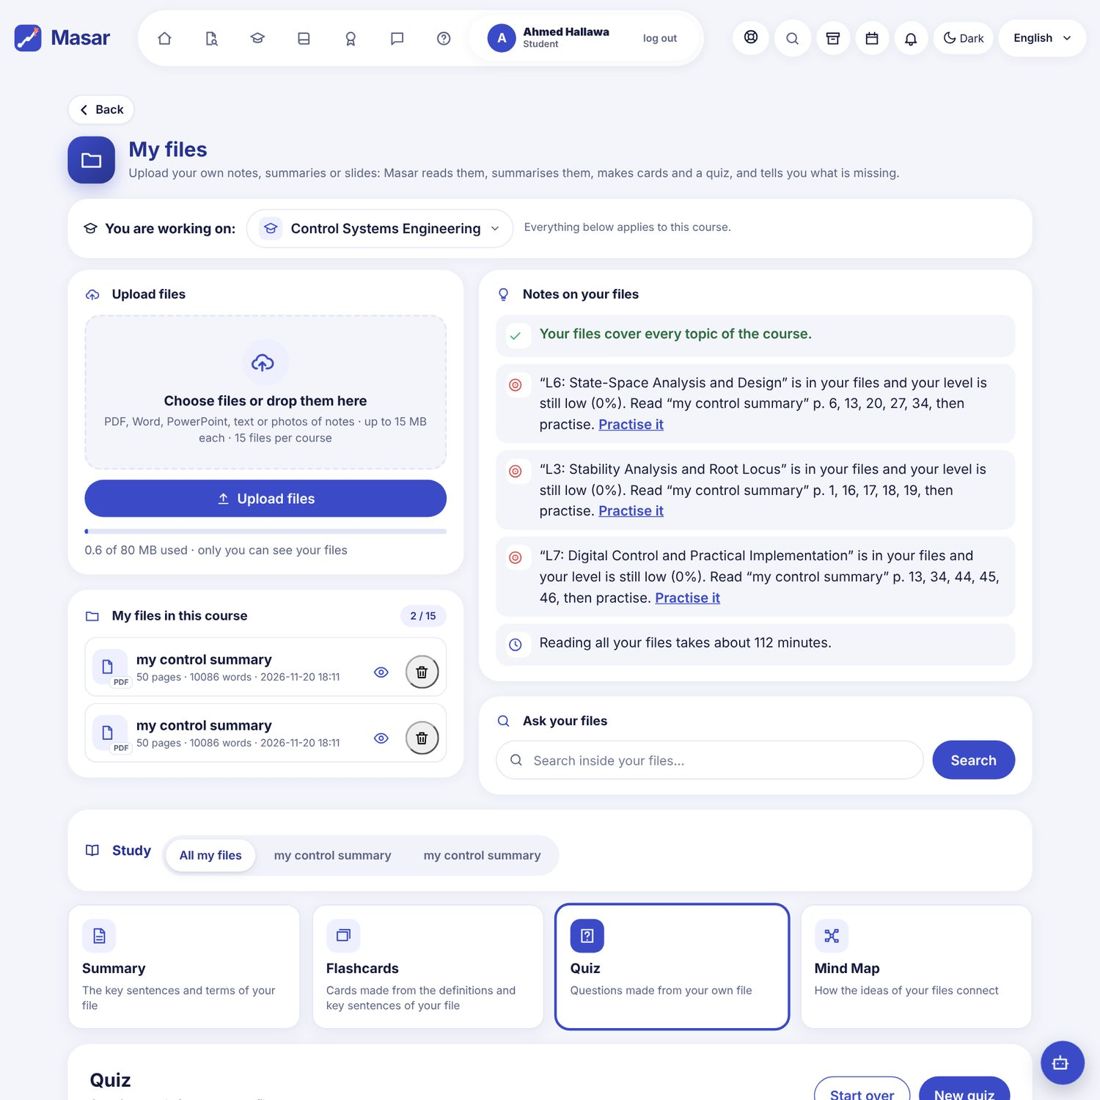 Masar
A
Ahmed Hallawa
Student
log out
Dark
English
Back
My files
Upload your own notes, summaries or slides: Masar reads them, summarises them, makes cards and a quiz, and tells you what is missing.
You are working on:
Control Systems Engineering
Everything below applies to this course.
Upload files
Choose files or drop them here
PDF, Word, PowerPoint, text or photos of notes · up to 15 MB
each · 15 files per course
Upload files
0.6 of 80 MB used · only you can see your files
My files in this course
2 / 15
my control summary
50 pages · 10086 words · 2026-11-20 18:11
PDF
my control summary
50 pages · 10086 words · 2026-11-20 18:11
PDF
Notes on your files
Your files cover every topic of the course.
“L6: State-Space Analysis and Design” is in your files and your level is
still low (0%). Read “my control summary” p. 6, 13, 20, 27, 34, then
practise. Practise it
“L3: Stability Analysis and Root Locus” is in your files and your level is
still low (0%). Read “my control summary” p. 1, 16, 17, 18, 19, then
practise. Practise it
“L7: Digital Control and Practical Implementation” is in your files and
your level is still low (0%). Read “my control summary” p. 13, 34, 44, 45,
46, then practise. Practise it
Reading all your files takes about 112 minutes.
Ask your files
Search inside your files...
Search
Study
All my files
my control summary
my control summary
Summary
The key sentences and terms of your
file
Flashcards
Cards made from the definitions and
key sentences of your file
Quiz
Questions made from your own file
Mind Map
How the ideas of your files connect
Quiz
Start over
New quiz